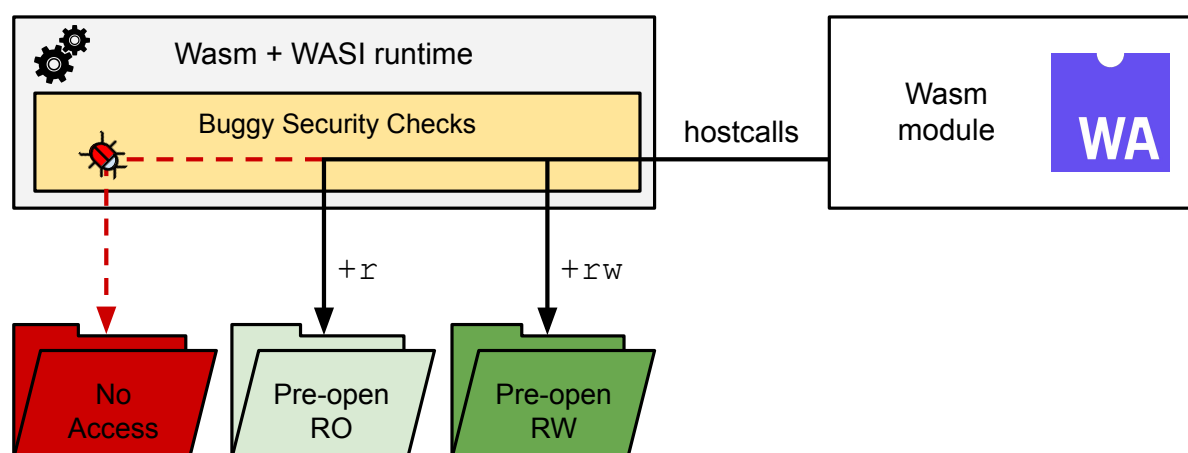 Wasm + WASI runtime
Buggy Security Checks
hostcalls
Wasm
module
WA
+r
+rw
No
Access
Pre-open
RO
Pre-open
RW